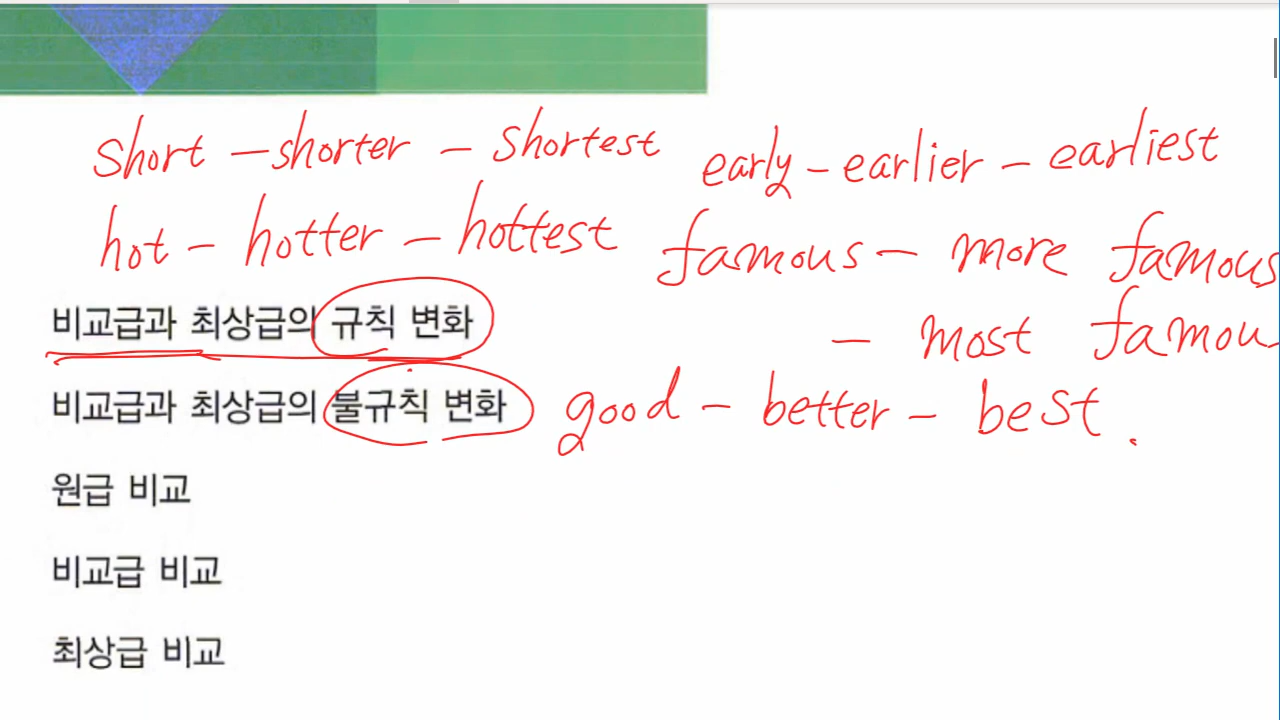 short – shorter – shortest
early – earlier – earliest
hot – hotter – hottest
famous – more famous
– most famou
비교급과 최상급의 규칙 변화
비교급과 최상급의 불규칙 변화
good – better – best.
원급 비교
비교급 비교
최상급 비교